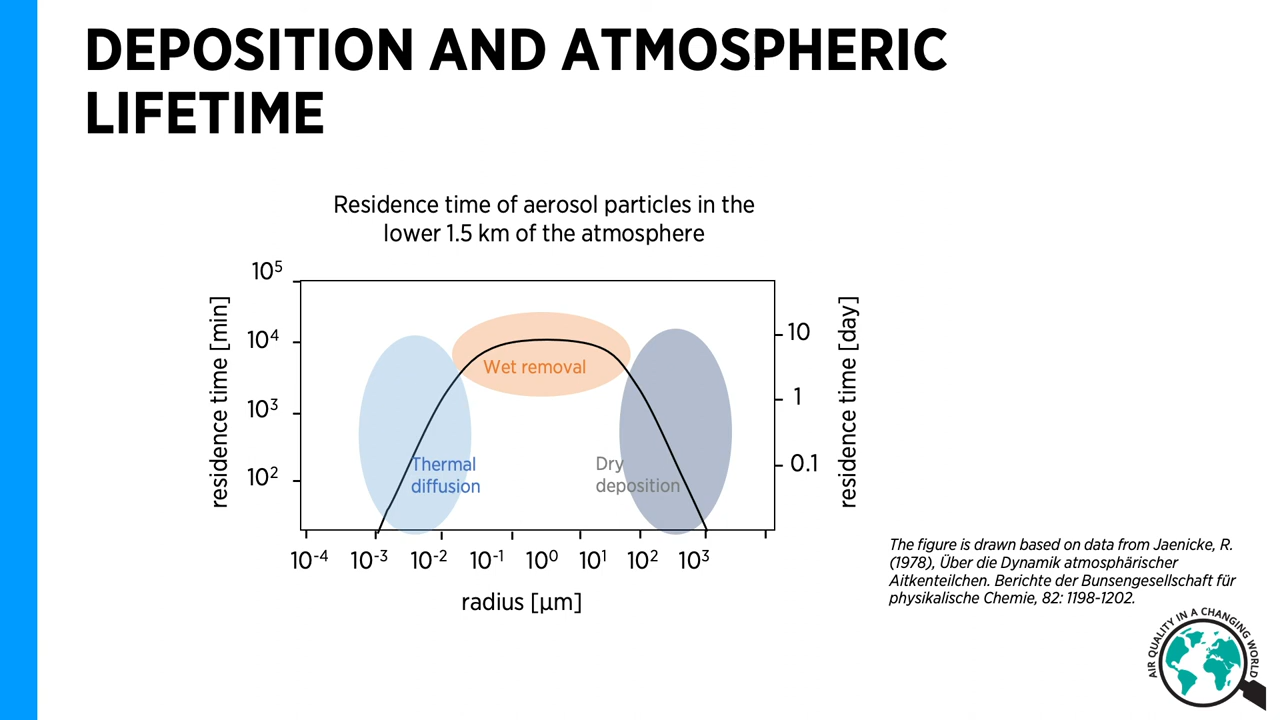 DEPOSITION AND ATMOSPHERIC
LIFETIME
Residence time of aerosol particles in the
lower 1.5 km of the atmosphere
residence time [min]
10⁵
10⁴
10³
10²
Wet removal
Thermal
diffusion
Dry
deposition
10
1
0.1
residence time [day]
10⁻⁴ 10⁻³ 10⁻² 10⁻¹ 10⁰ 10¹ 10² 10³
radius [µm]
The figure is drawn based on data from Jaenicke, R.
(1978), Über die Dynamik atmosphärischer
Aitkenteilchen. Berichte der Bunsengesellschaft für
physikalische Chemie, 82: 1198-1202.
AIR QUALITY IN A CHANGING WORLD